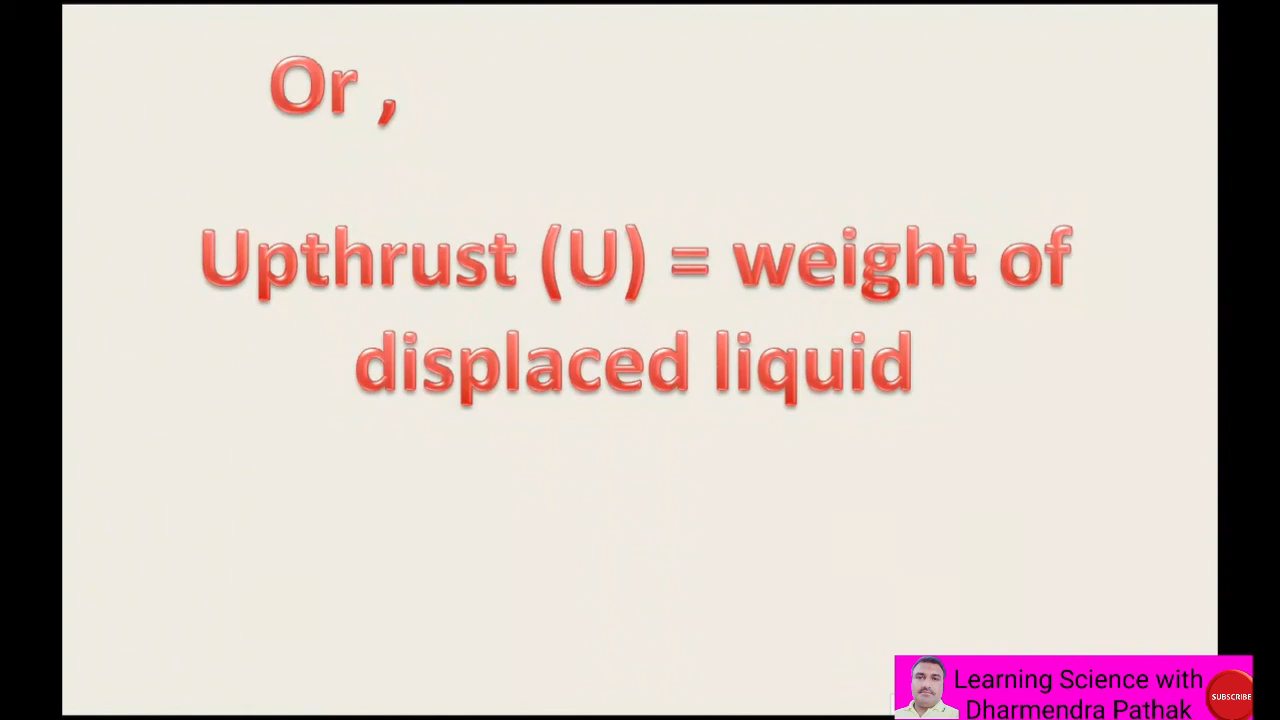 Or ,
Upthrust (U) = weight of
displaced liquid
Learning Science with
Dharmendra Pathak
SUBSCRIBE